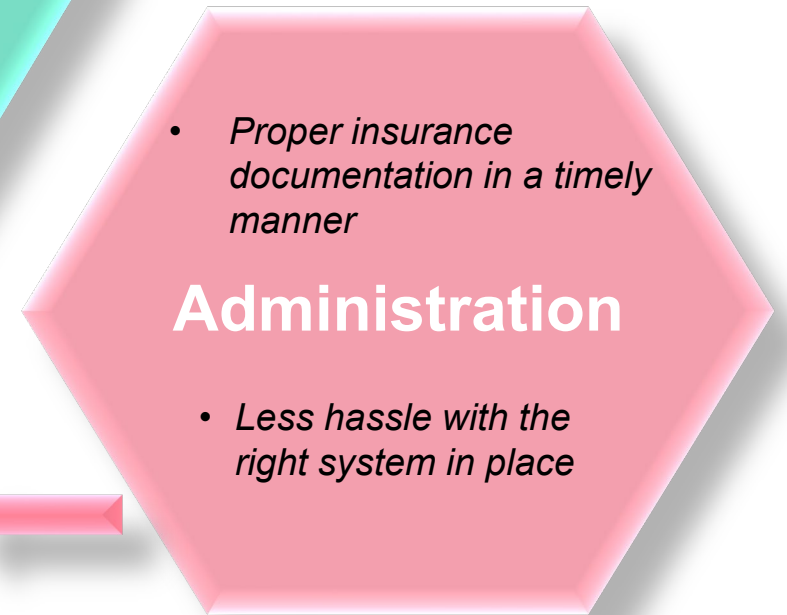 • Proper insurance
documentation in a timely
manner
Administration
• Less hassle with the
right system in place